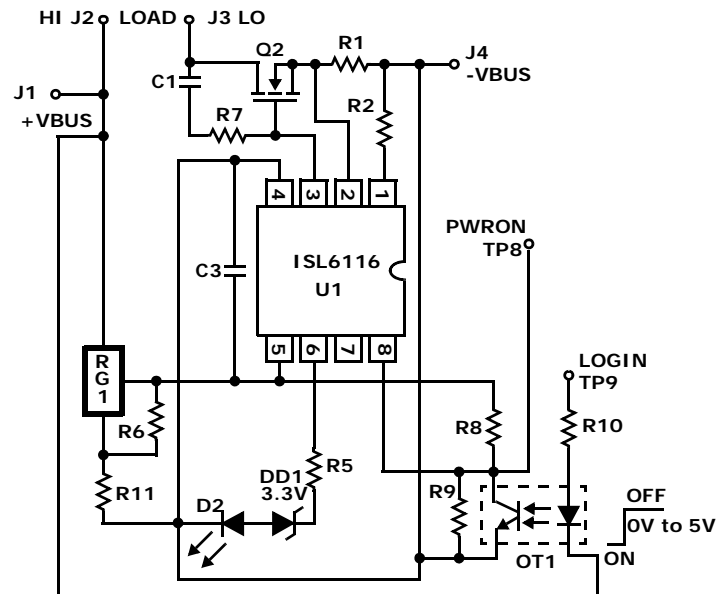 HI J2
LOAD
J3 LO
Q2
R1
J4
-VBUS
C1
J1
+VBUS
R7
R2
4
3
2
1
PWRON
TP8
ISL6116
U1
C3
5
6
7
8
LOGIN
TP9
RG1
R6
R8
R10
R11
D2
DD1
3.3V
R5
R9
OFF
0V to 5V
ON
OT1